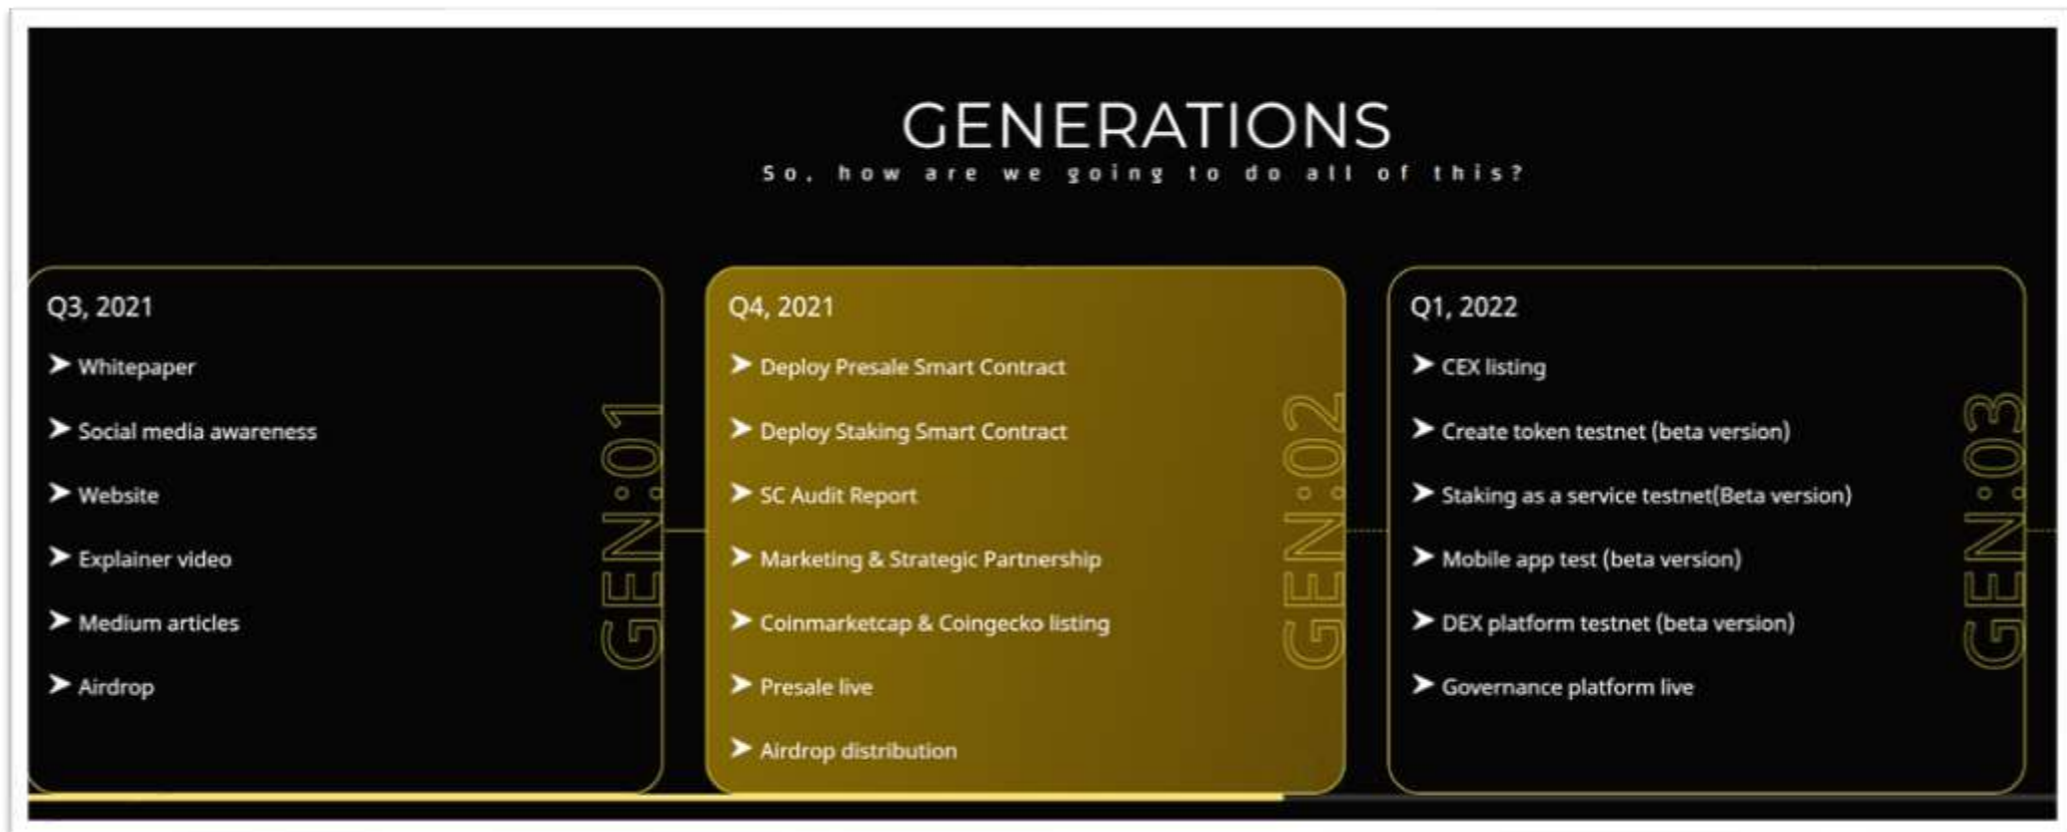 GENERATIONS
So, how are we going to do all of this?
Q3, 2021
Whitepaper
Social media awareness
Website
Explainer video
Medium articles
Airdrop
GEN:01
Q4, 2021
Deploy Presale Smart Contract
Deploy Staking Smart Contract
SC Audit Report
Marketing & Strategic Partnership
Coinmarketcap & Coingecko listing
Presale live
Airdrop distribution
GEN:02
Q1, 2022
CEX listing
Create token testnet (beta version)
Staking as a service testnet(Beta version)
Mobile app test (beta version)
DEX platform testnet (beta version)
Governance platform live
GEN:03